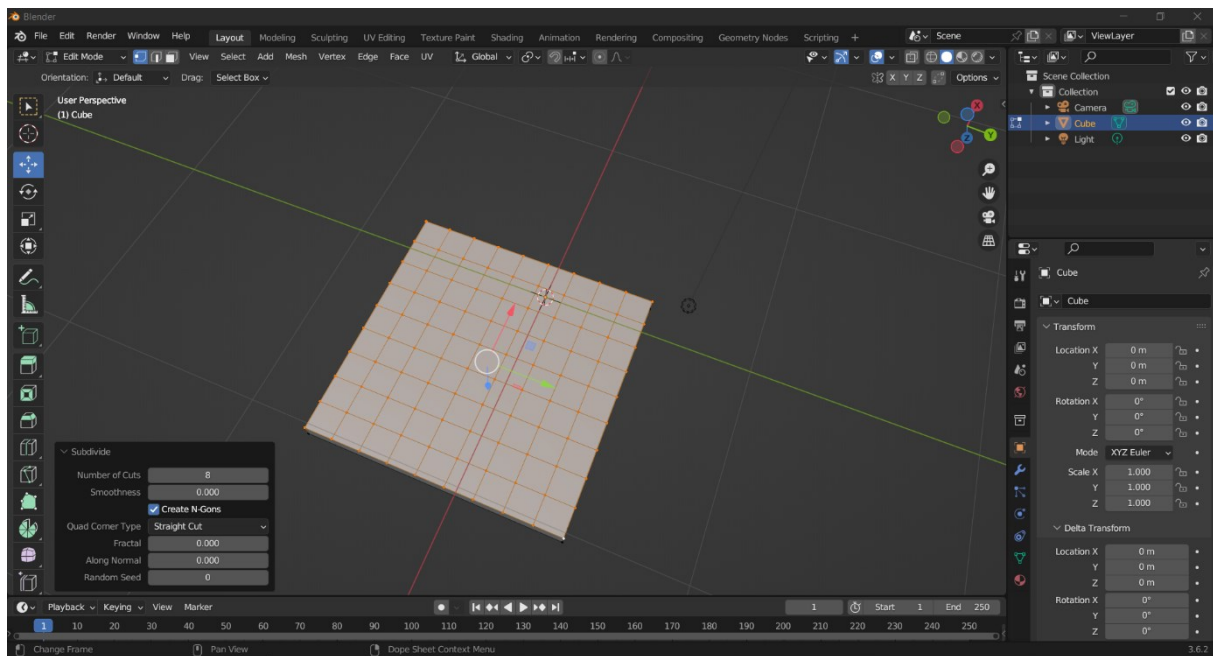 Blender
File Edit Render Window Help Layout Modeling Sculpting UV Editing Texture Paint Shading Animation Rendering Compositing Geometry Nodes Scripting + Scene ViewLayer
Edit Mode View Select Add Mesh Vertex Edge Face UV Global
Orientation: Default Drag: Select Box X Y Z Options
User Perspective
(1) Cube
X
Y
Z
Scene Collection
Collection
Camera
Cube
Light
Cube
Cube
Transform
Location X 0 m
Y 0 m
Z 0 m
Rotation X 0°
Y 0°
Z 0°
Mode XYZ Euler
Scale X 1.000
Y 1.000
Z 1.000
Delta Transform
Location X 0 m
Y 0 m
Z 0 m
Rotation X 0°
Y 0°
Z 0°
Subdivide
Number of Cuts 8
Smoothness 0.000
Create N-Gons
Quad Corner Type Straight Cut
Fractal 0.000
Along Normal 0.000
Random Seed 0
Playback Keying View Marker 1 Start 1 End 250
1 10 20 30 40 50 60 70 80 90 100 110 120 130 140 150 160 170 180 190 200 210 220 230 240 250
Change Frame Pan View Dope Sheet Context Menu 3.6.2